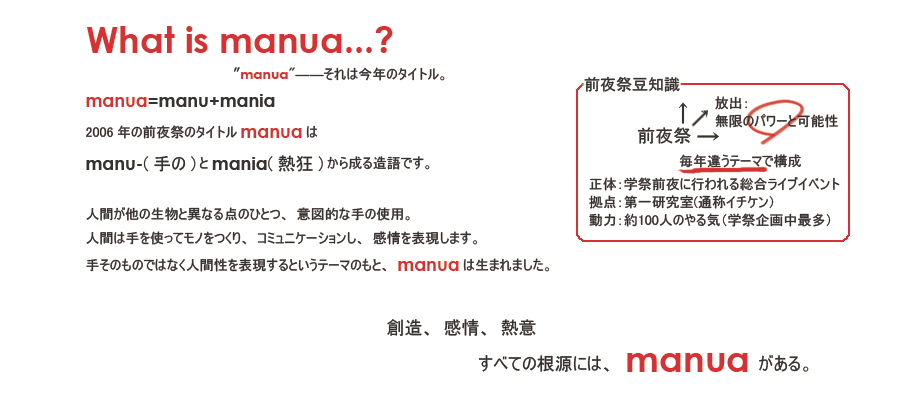 What is manua...?
"manua"——それは今年のタイトル。
manua=manu+mania
2006 年の前夜祭のタイトル manua は
manu-( 手の ) と mania( 熱狂 ) から成る造語です。
人間が他の生物と異なる点のひとつ、 意図的な手の使用。
人間は手を使ってモノをつくり、 コミュニケーションし、 感情を表現します。
手そのものではなく人間性を表現するというテーマのもと、 manua は生まれました。
創造、 感情、 熱意
すべての根源には、 manua がある。
前夜祭豆知識
放出：
無限のパワーと可能性
前夜祭
毎年違うテーマで構成
正体：学祭前夜に行われる総合ライブイベント
拠点：第一研究室(通称イチケン)
動力：約100人のやる気(学祭企画中最多)